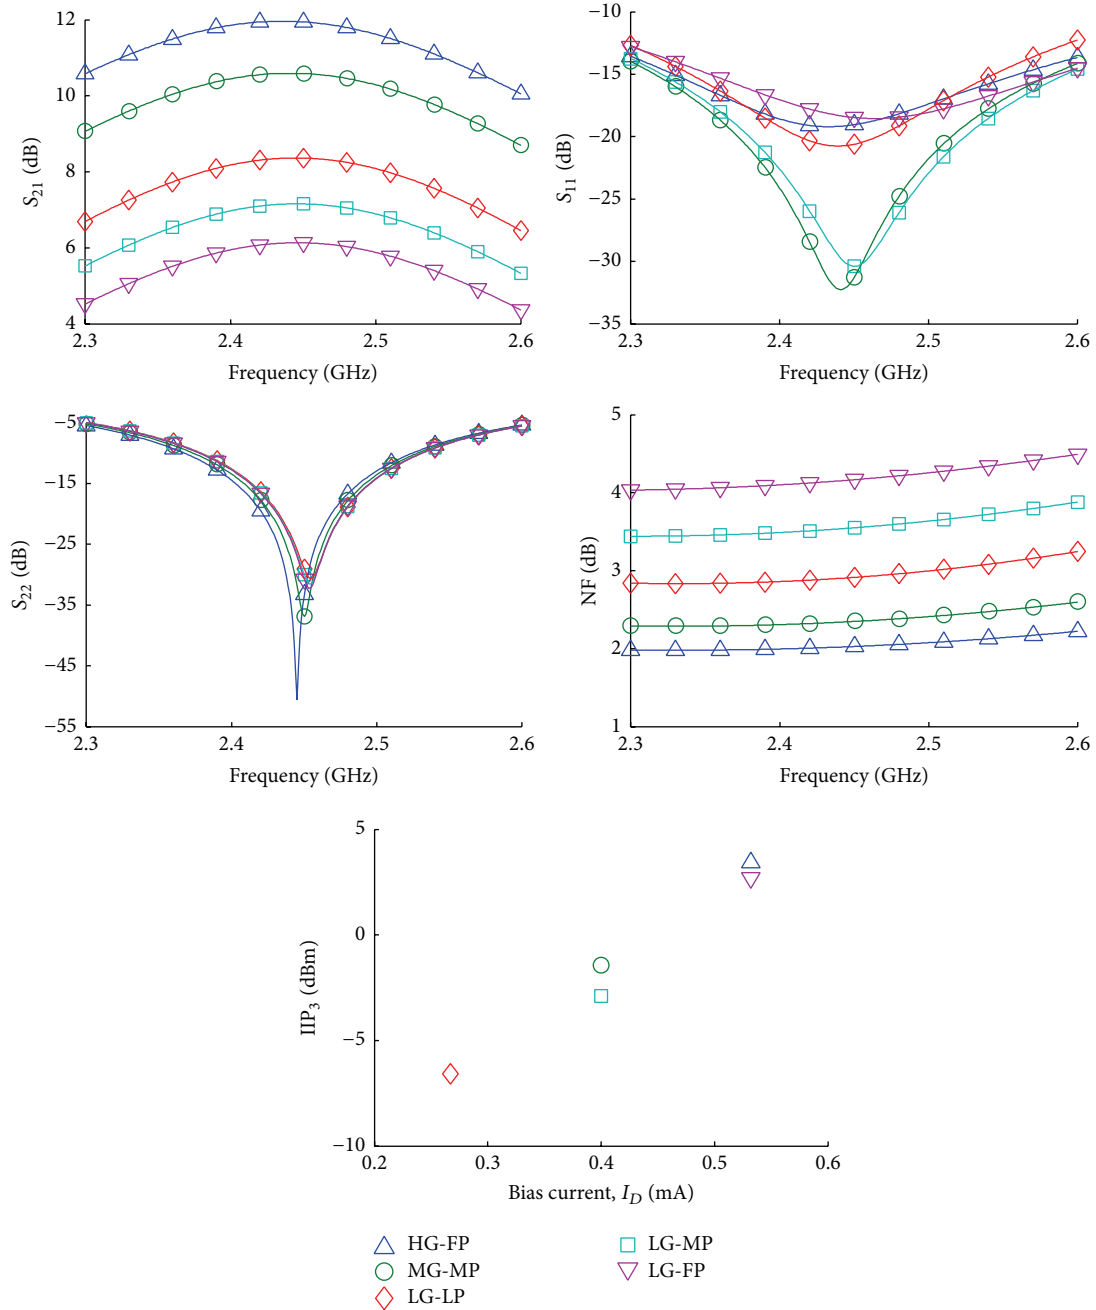 12
10
8
6
4
S21 (dB)
2.3 2.4 2.5 2.6
Frequency (GHz)
−10
−15
−20
−25
−30
−35
S11 (dB)
2.3 2.4 2.5 2.6
Frequency (GHz)
−5
−15
−25
−35
−45
−55
S22 (dB)
2.3 2.4 2.5 2.6
Frequency (GHz)
5
4
3
2
1
NF (dB)
2.3 2.4 2.5 2.6
Frequency (GHz)
5
0
−5
−10
IIP3 (dBm)
0.2 0.3 0.4 0.5 0.6
Bias current, ID (mA)
HG-FP
MG-MP
LG-LP
LG-MP
LG-FP